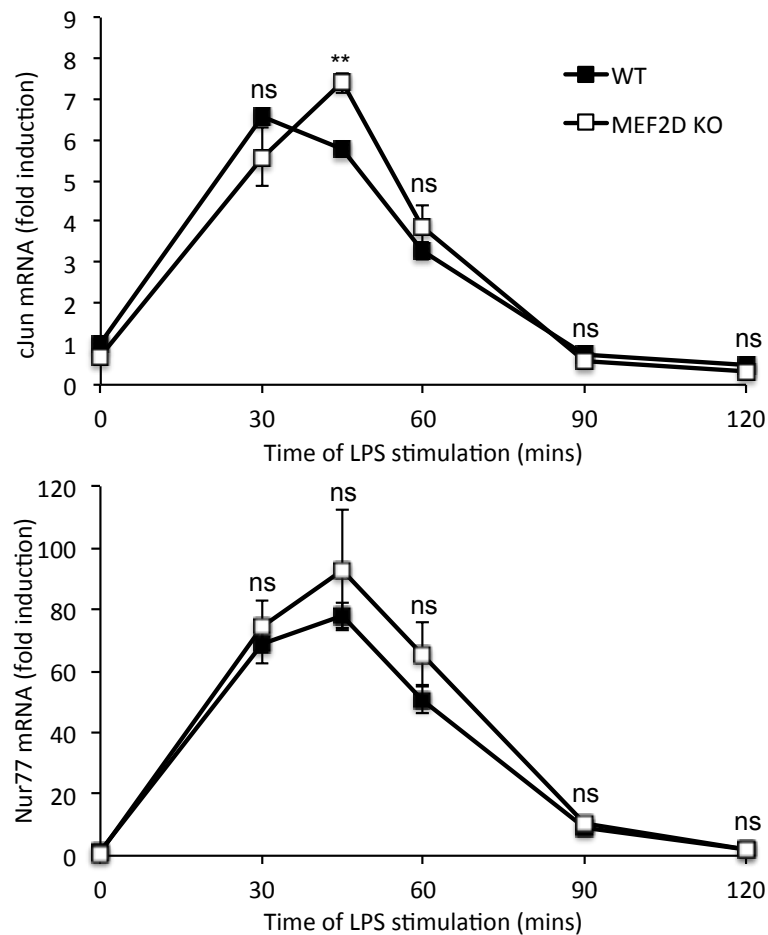 9
8
7
6
5
4
3
2
1
0
cJun mRNA (fold induction)
ns
**
ns
ns
ns
WT
MEF2D KO
0
30
60
90
120
Time of LPS stimulation (mins)
120
100
80
60
40
20
0
Nur77 mRNA (fold induction)
ns
ns
ns
ns
ns
0
30
60
90
120
Time of LPS stimulation (mins)